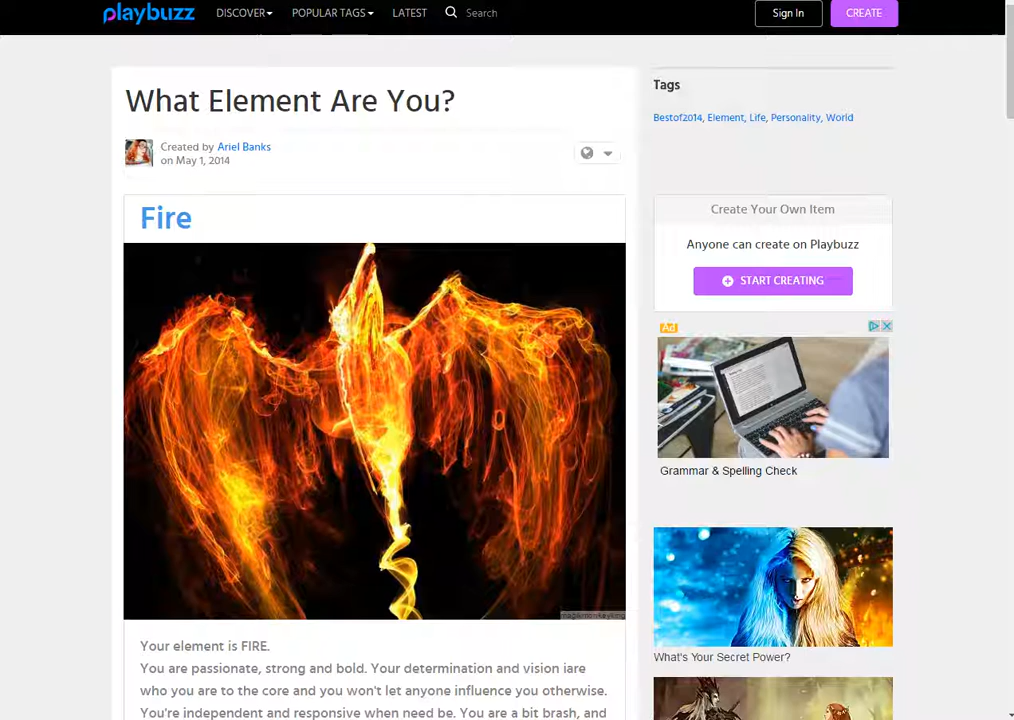 playbuzz
DISCOVER
POPULAR TAGS
LATEST
Search
Sign In
CREATE
What Element Are You?
Created by Ariel Banks
on May 1, 2014
Fire
Your element is FIRE.
You are passionate, strong and bold. Your determination and vision iare
who you are to the core and you won't let anyone influence you otherwise.
You're independent and responsive when need be. You are a bit brash, and
Tags
Bestof2014, Element, Life, Personality, World
Create Your Own Item
Anyone can create on Playbuzz
START CREATING
Ad
Grammar & Spelling Check
What's Your Secret Power?